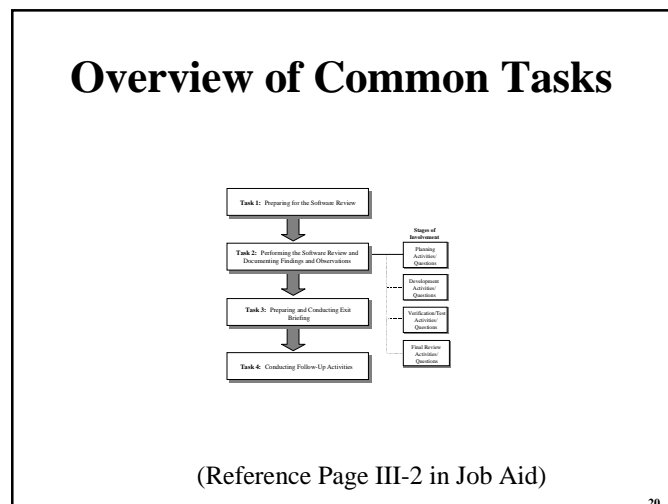 Overview of Common Tasks
Task 1: Preparing for the Software Review
Task 2: Performing the Software Review and
Documenting Findings and Observations
Task 3: Preparing and Conducting Exit
Briefing
Task 4: Conducting Follow-Up Activities
Stages of
Involvement
Planning
Activities/
Questions
Development
Activities/
Questions
Verification/Test
Activities/
Questions
Final Review
Activities/
Questions
(Reference Page III-2 in Job Aid)
20